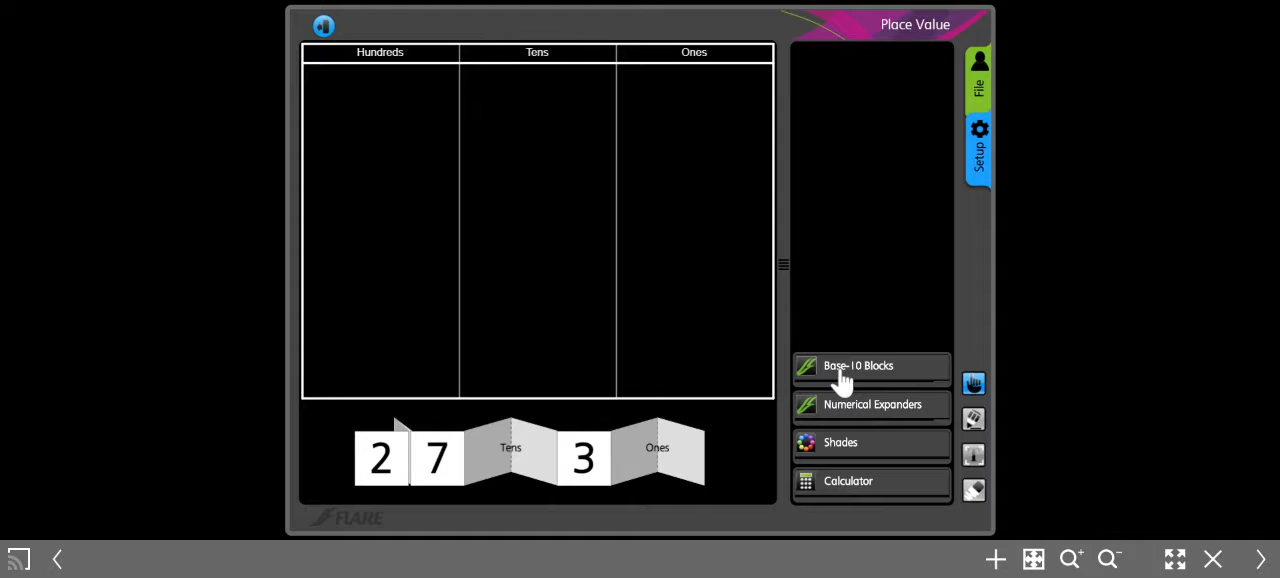 Place Value
Hundreds Tens Ones
File
Setup
Base-10 Blocks
Numerical Expanders
Shades
Calculator
2 7 Tens 3 Ones
FLARE